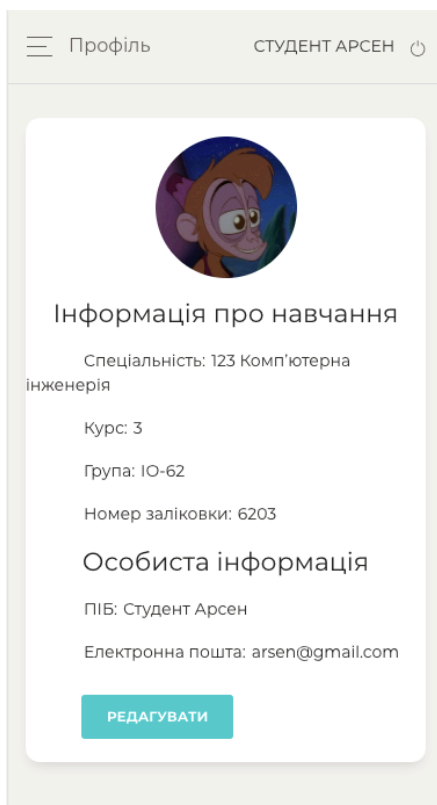 Профіль СТУДЕНТ АРСЕН
Інформація про навчання
Спеціальність: 123 Комп'ютерна
інженерія
Курс: 3
Група: ІО-62
Номер заліковки: 6203
Особиста інформація
ПІБ: Студент Арсен
Електронна пошта: arsen@gmail.com
РЕДАГУВАТИ